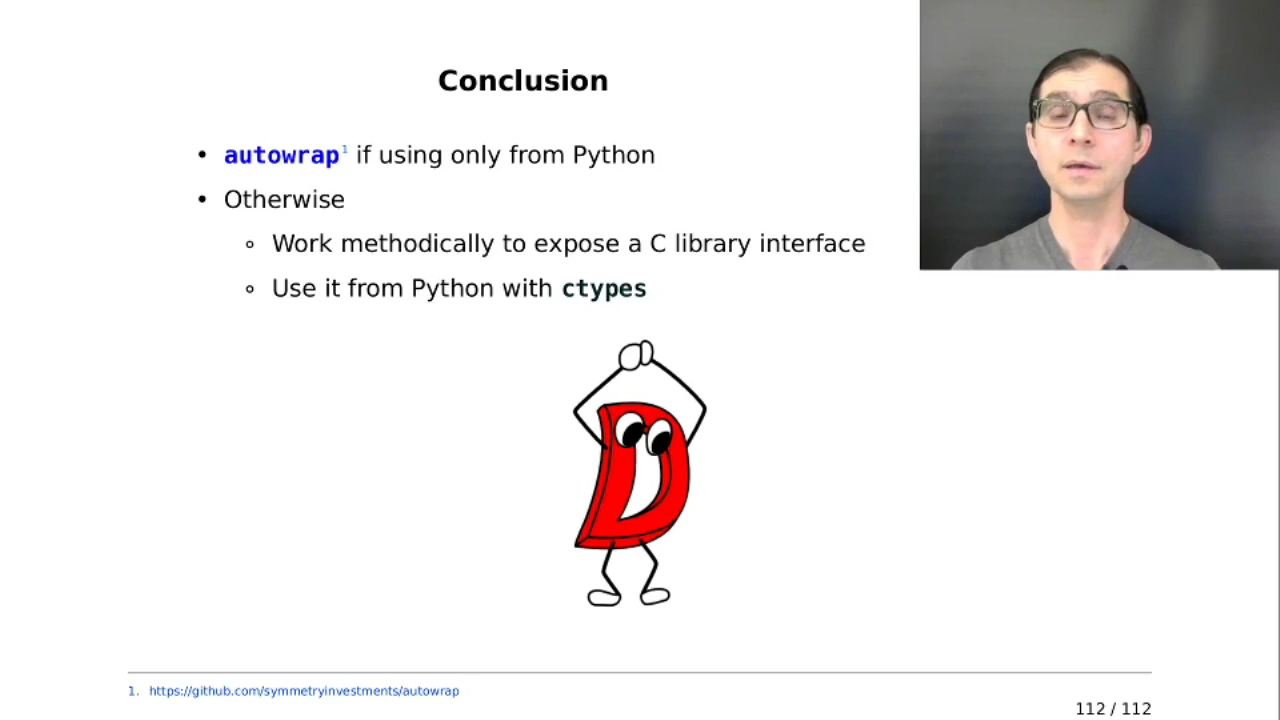 Conclusion
• autowrap¹ if using only from Python
• Otherwise
◦ Work methodically to expose a C library interface
◦ Use it from Python with ctypes
D
1. https://github.com/symmetryinvestments/autowrap
112 / 112